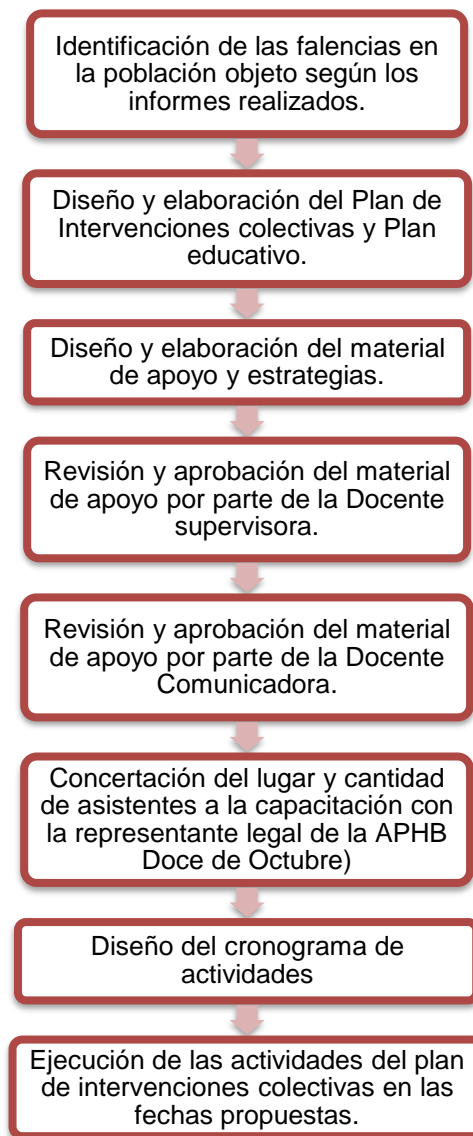 Identificación de las falencias en
la población objeto según los
informes realizados.
Diseño y elaboración del Plan de
Intervenciones colectivas y Plan
educativo.
Diseño y elaboración del material
de apoyo y estrategias.
Revisión y aprobación del material
de apoyo por parte de la Docente
supervisora.
Revisión y aprobación del material
de apoyo por parte de la Docente
Comunicadora.
Concertación del lugar y cantidad
de asistentes a la capacitación con
la representante legal de la APHB
Doce de Octubre)
Diseño del cronograma de
actividades
Ejecución de las actividades del plan
de intervenciones colectivas en las
fechas propuestas.